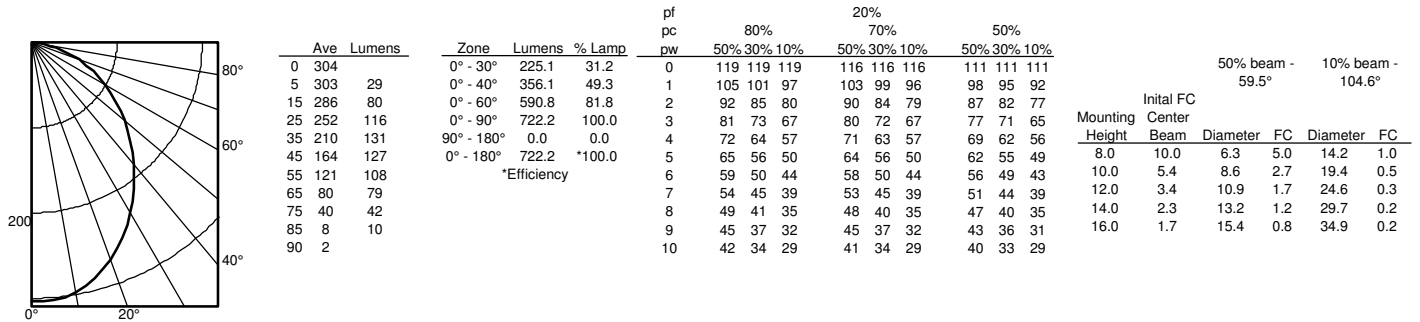 80°
60°
200
40°
0° 20°
Ave Lumens
0 304
5 303 29
15 286 80
25 252 116
35 210 131
45 164 127
55 121 108
65 80 79
75 40 42
85 8 10
90 2
Zone Lumens % Lamp
0° - 30° 225.1 31.2
0° - 40° 356.1 49.3
0° - 60° 590.8 81.8
0° - 90° 722.2 100.0
90° - 180° 0.0 0.0
0° - 180° 722.2 *100.0
*Efficiency
pf 20%
pc 80% 70% 50%
pw 50% 30% 10% 50% 30% 10% 50% 30% 10%
0 119 119 119 116 116 116 111 111 111
1 105 101 97 103 99 96 98 95 92
2 92 85 80 90 84 79 87 82 77
3 81 73 67 80 72 67 77 71 65
4 72 64 57 71 63 57 69 62 56
5 65 56 50 64 56 50 62 55 49
6 59 50 44 58 50 44 56 49 43
7 54 45 39 53 45 39 51 44 39
8 49 41 35 48 40 35 47 40 35
9 45 37 32 45 37 32 43 36 31
10 42 34 29 41 34 29 40 33 29
50% beam - 10% beam -
59.5° 104.6°
Inital FC
Mounting Center
Height Beam Diameter FC Diameter FC
8.0 10.0 6.3 5.0 14.2 1.0
10.0 5.4 8.6 2.7 19.4 0.5
12.0 3.4 10.9 1.7 24.6 0.3
14.0 2.3 13.2 1.2 29.7 0.2
16.0 1.7 15.4 0.8 34.9 0.2